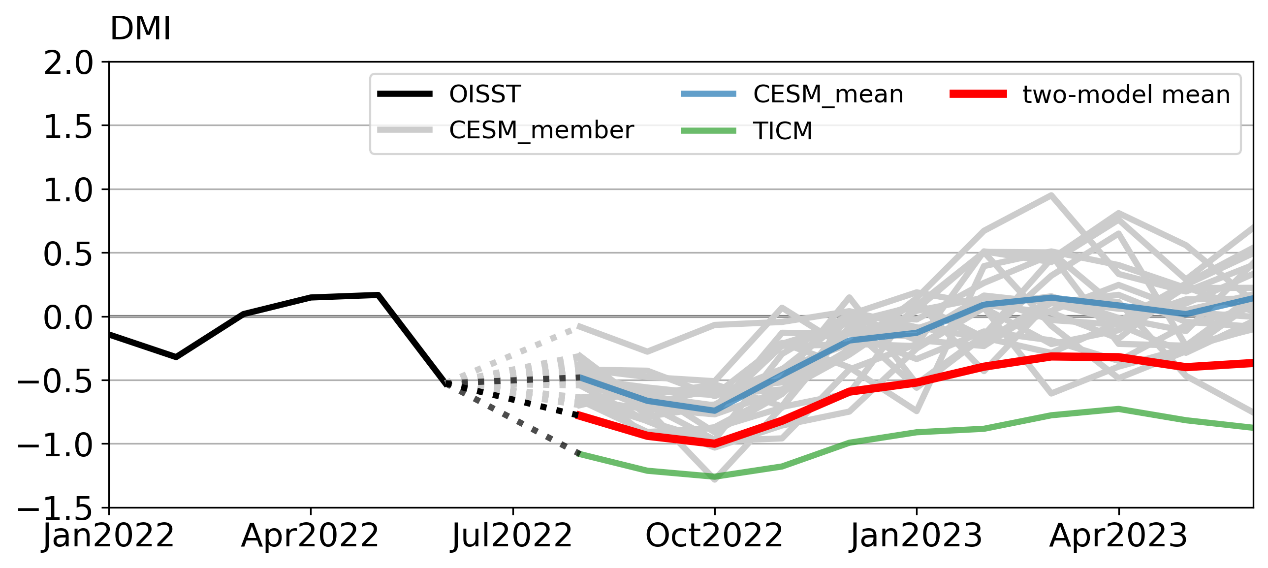 DMI
2.0
1.5
1.0
0.5
0.0
−0.5
−1.0
−1.5
OISST
CESM_member
CESM_mean
TICM
two-model mean
Jan2022 Apr2022 Jul2022 Oct2022 Jan2023 Apr2023